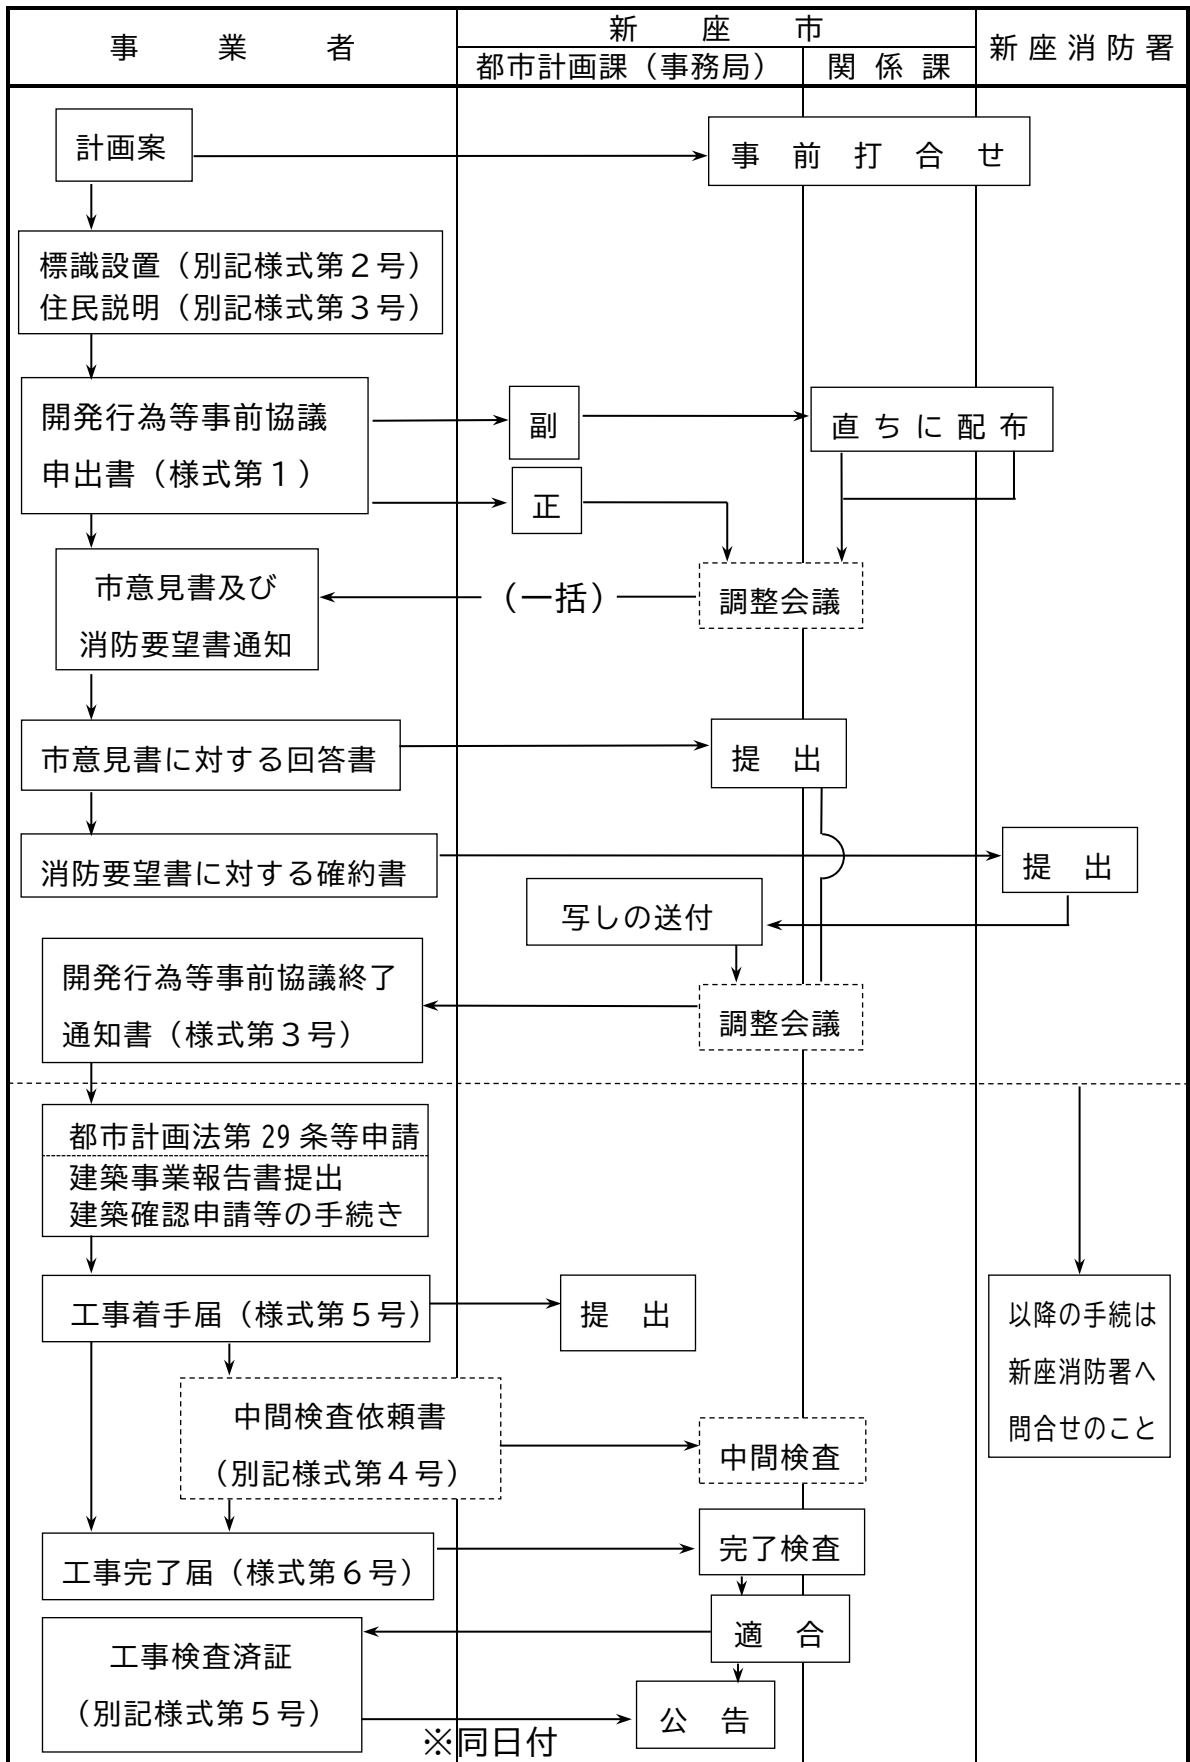 事業者
新座市
都市計画課（事務局）
関係課
新座消防署
計画案
事前打合せ
標識設置（別記様式第２号）
住民説明（別記様式第３号）
開発行為等事前協議
申出書（様式第１）
副
直ちに配布
正
市意見書及び
消防要望書通知
（一括）
調整会議
市意見書に対する回答書
提出
消防要望書に対する確約書
提出
写しの送付
開発行為等事前協議終了
通知書（様式第３号）
調整会議
都市計画法第29条等申請
建築事業報告書提出
建築確認申請等の手続き
工事着手届（様式第５号）
提出
以降の手続は
新座消防署へ
問合せのこと
中間検査依頼書
（別記様式第４号）
中間検査
工事完了届（様式第６号）
完了検査
適合
工事検査済証
（別記様式第５号）
公告
※同日付